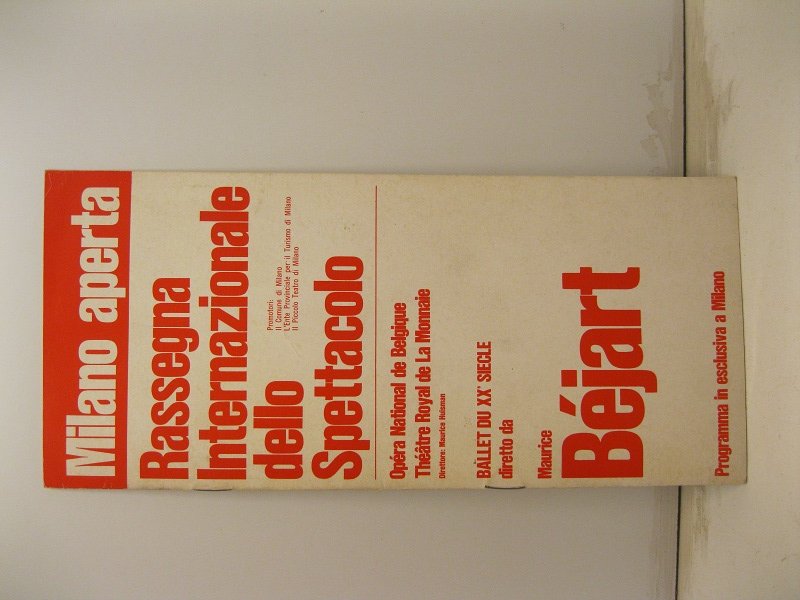 Milano aperta
Rassegna
Internazionale
dello
Promotori:
Il Comune di Milano
L'Ente Provinciale per il Turismo di Milano
Il Piccolo Teatro di Milano
Spettacolo
Opéra National de Belgique
Théâtre Royal de La Monnaie
Direttore: Maurice Huisman
BALLET DU XXᵉ SIECLE
diretto da
Maurice
Béjart
Programma in esclusiva a Milano